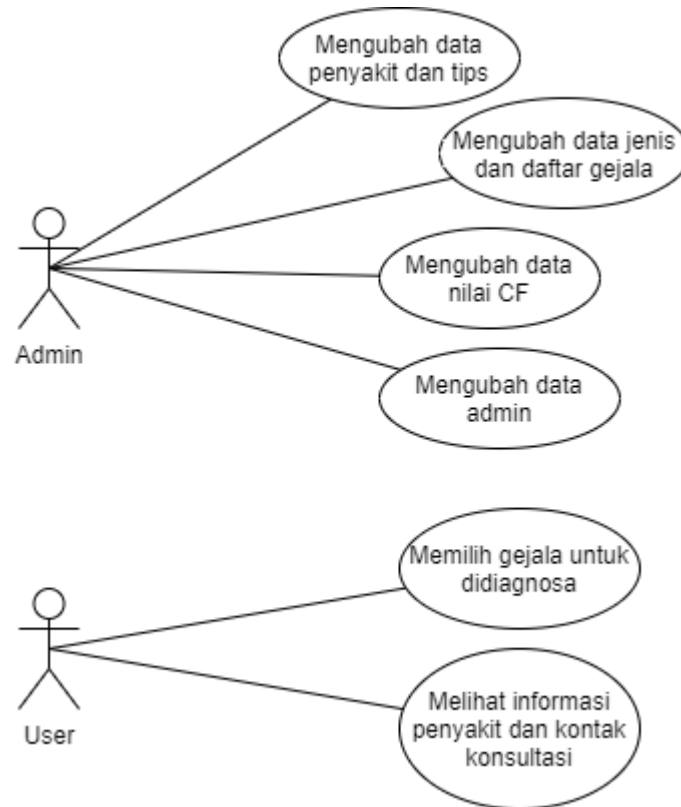 Mengubah data
penyakit dan tips
Mengubah data jenis
dan daftar gejala
Mengubah data
nilai CF
Admin
Mengubah data
admin
Memilih gejala untuk
didiagnosa
Melihat informasi
penyakit dan kontak
konsultasi
User